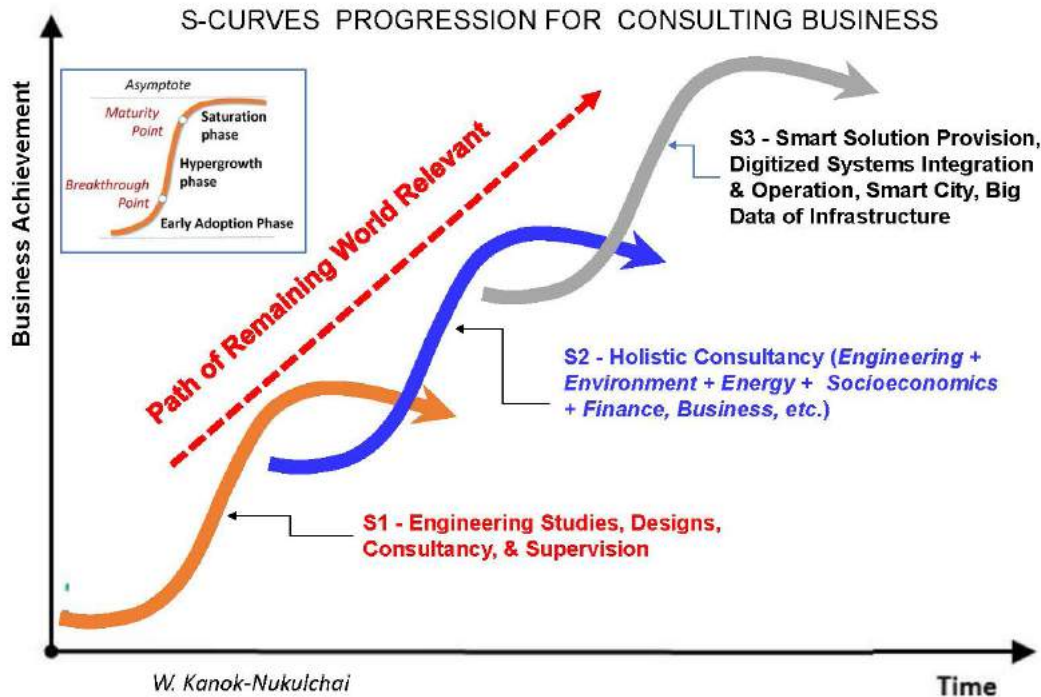 S-CURVES PROGRESSION FOR CONSULTING BUSINESS
Business Achievement
Asymptote
Maturity
Point
Saturation
phase
Hypergrowth
phase
Breakthrough
Point
Early Adoption Phase
Path of Remaining World Relevant
S3 - Smart Solution Provision,
Digitized Systems Integration
& Operation, Smart City, Big
Data of Infrastructure
S2 - Holistic Consultancy (Engineering +
Environment + Energy + Socioeconomics
+ Finance, Business, etc.)
S1 - Engineering Studies, Designs,
Consultancy, & Supervision
W. Kanok-Nukulchai
Time